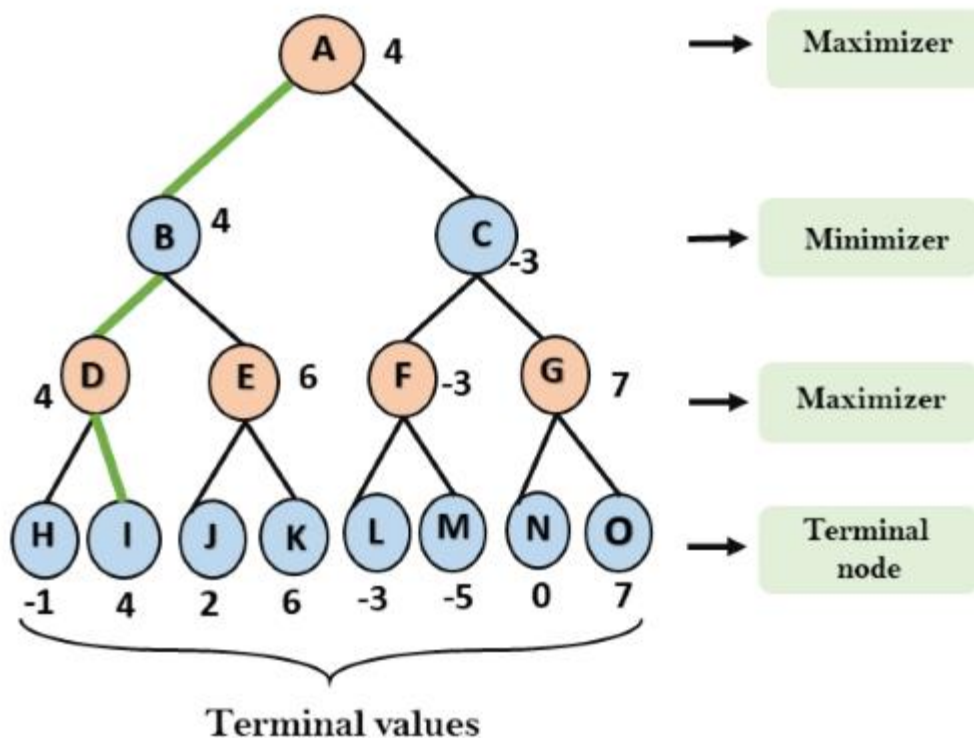 A 4 Maximizer
B 4 C -3 Minimizer
D 4 E 6 F -3 G 7 Maximizer
H I J K L M N O Terminal
node
-1 4 2 6 -3 -5 0 7
Terminal values